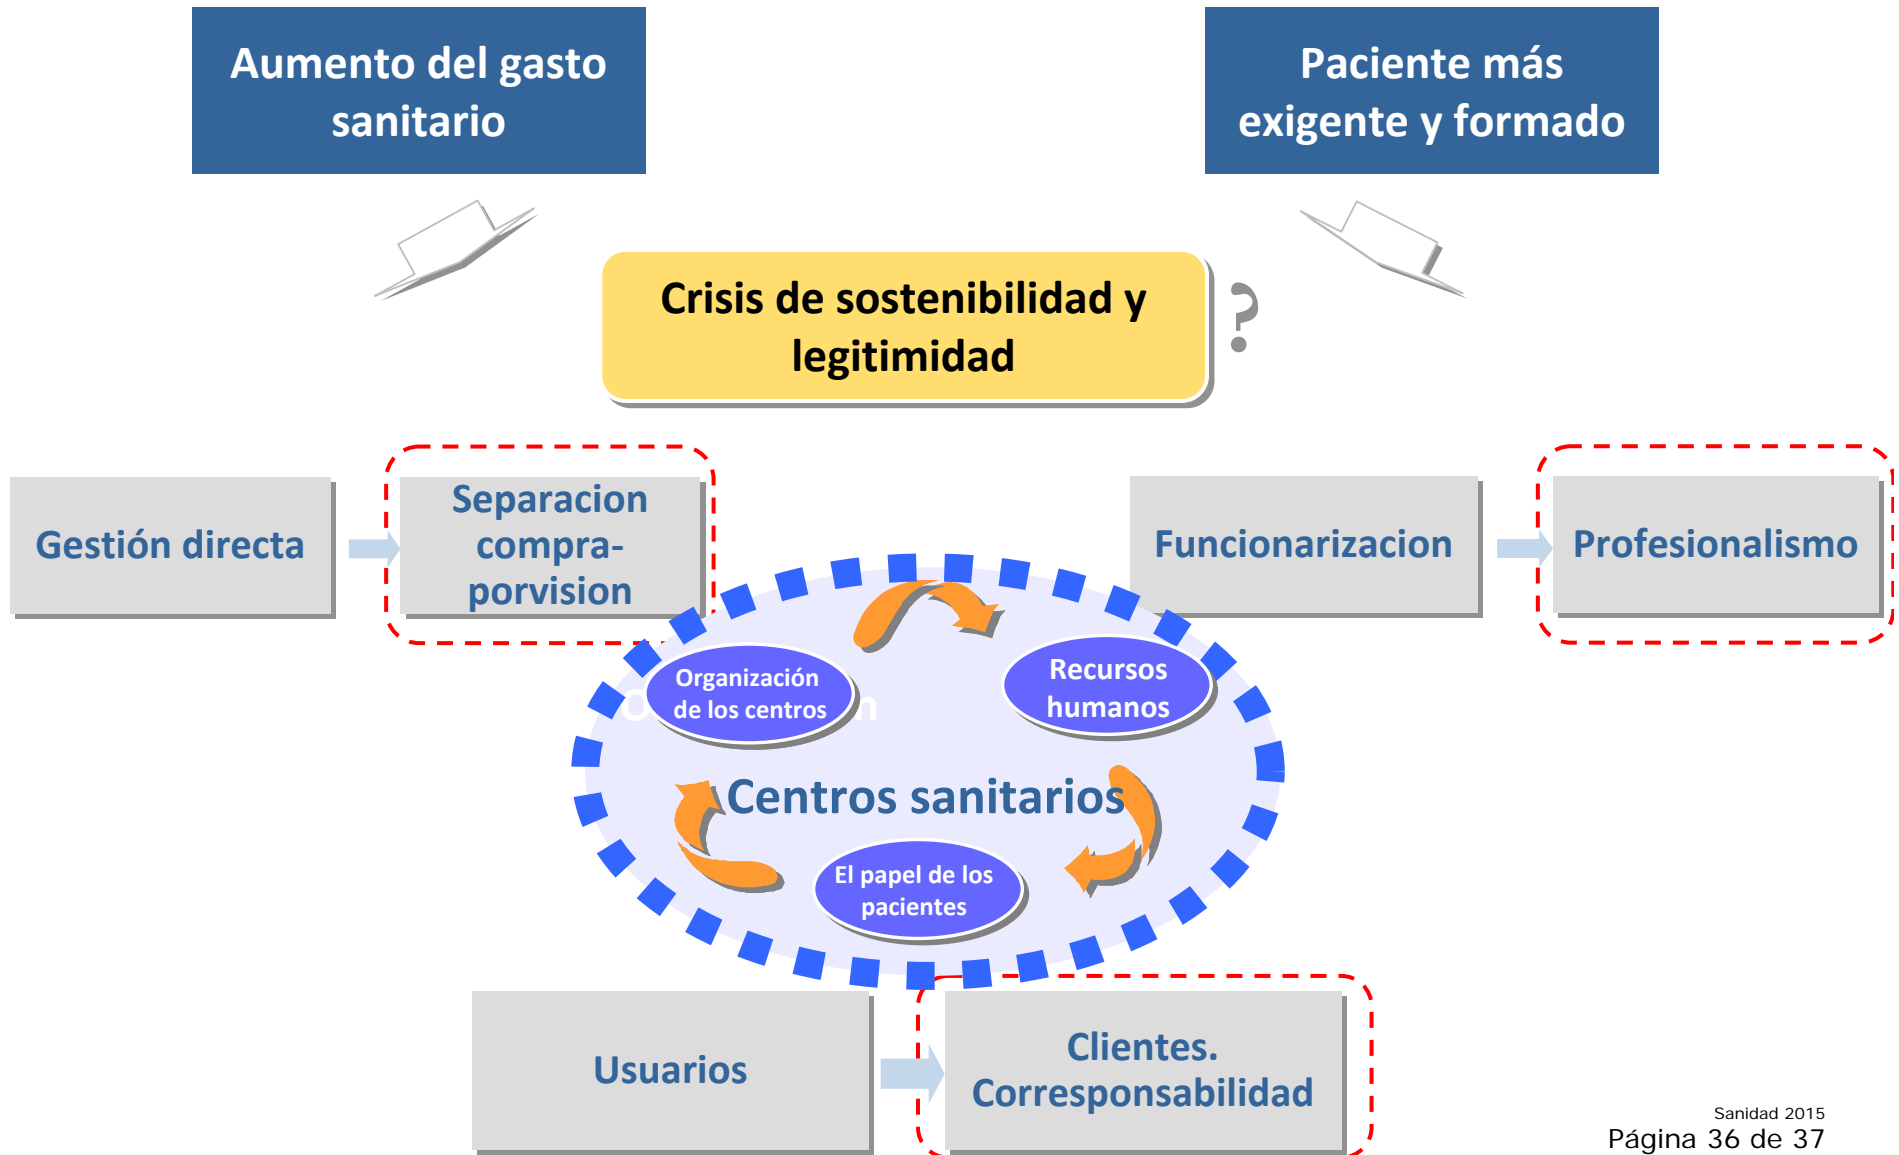 Aumento del gasto
sanitario
Paciente más
exigente y formado
Crisis de sostenibilidad y
legitimidad
?
Gestión directa
Separacion
compra-
porvision
Funcionarizacion
Profesionalismo
Organización
de los centros
Recursos
humanos
Centros sanitarios
El papel de los
pacientes
Usuarios
Clientes.
Corresponsabilidad
Sanidad 2015
Página 36 de 37